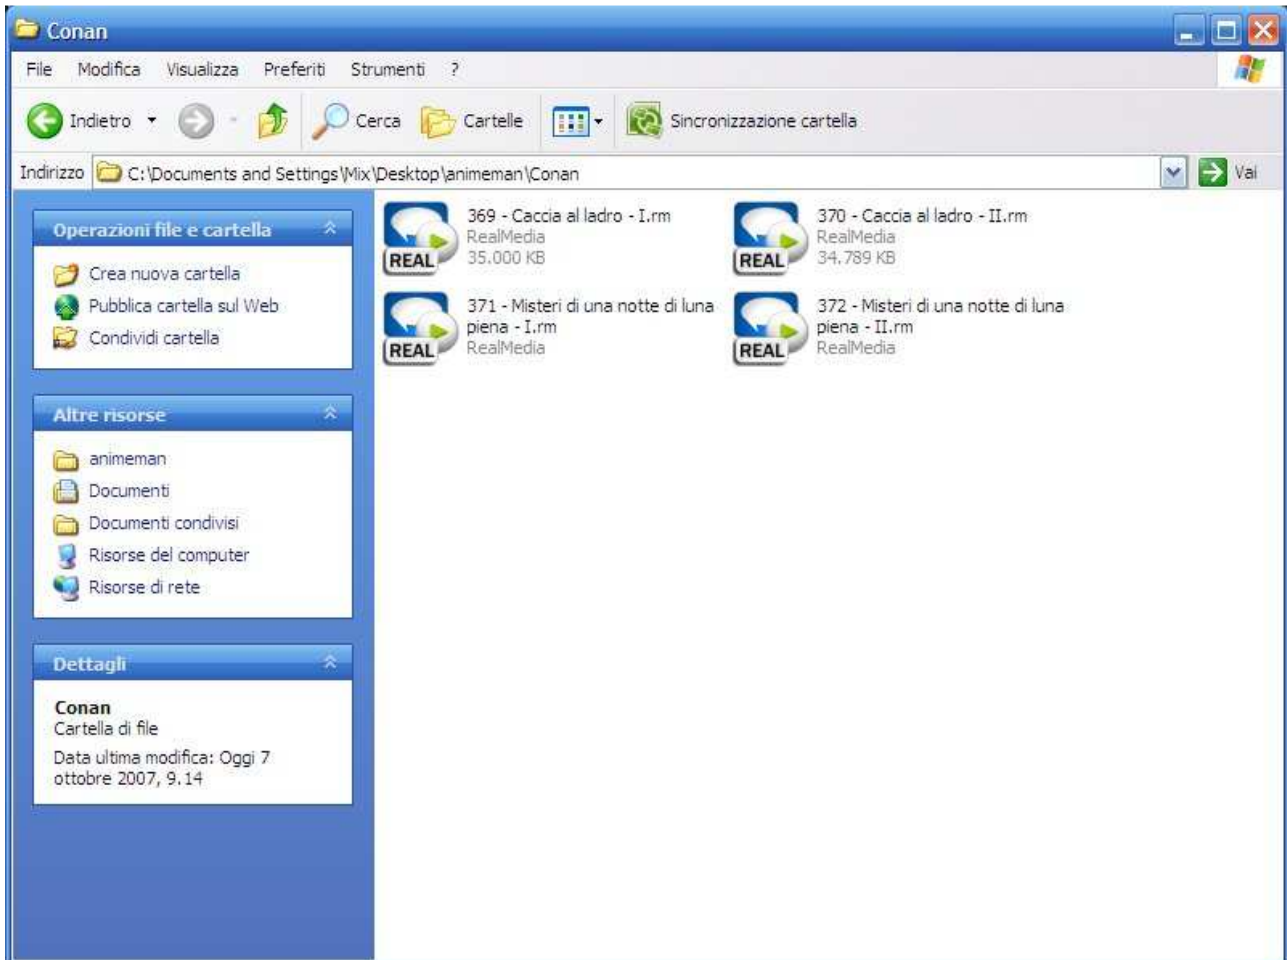 Conan
File Modifica Visualizza Preferiti Strumenti ?
Indietro Cerca Cartelle Sincronizzazione cartella
Indirizzo C:\Documents and Settings\Mix\Desktop\animeman\Conan Vai
Operazioni file e cartella
Crea nuova cartella
Pubblica cartella sul Web
Condividi cartella
Altre risorse
animeman
Documenti
Documenti condivisi
Risorse del computer
Risorse di rete
Dettagli
Conan
Cartella di file
Data ultima modifica: Oggi 7
ottobre 2007, 9.14
REAL
369 - Caccia al ladro - I.rm
RealMedia
35.000 KB
REAL
370 - Caccia al ladro - II.rm
RealMedia
34.789 KB
REAL
371 - Misteri di una notte di luna
piena - I.rm
RealMedia
REAL
372 - Misteri di una notte di luna
piena - II.rm
RealMedia